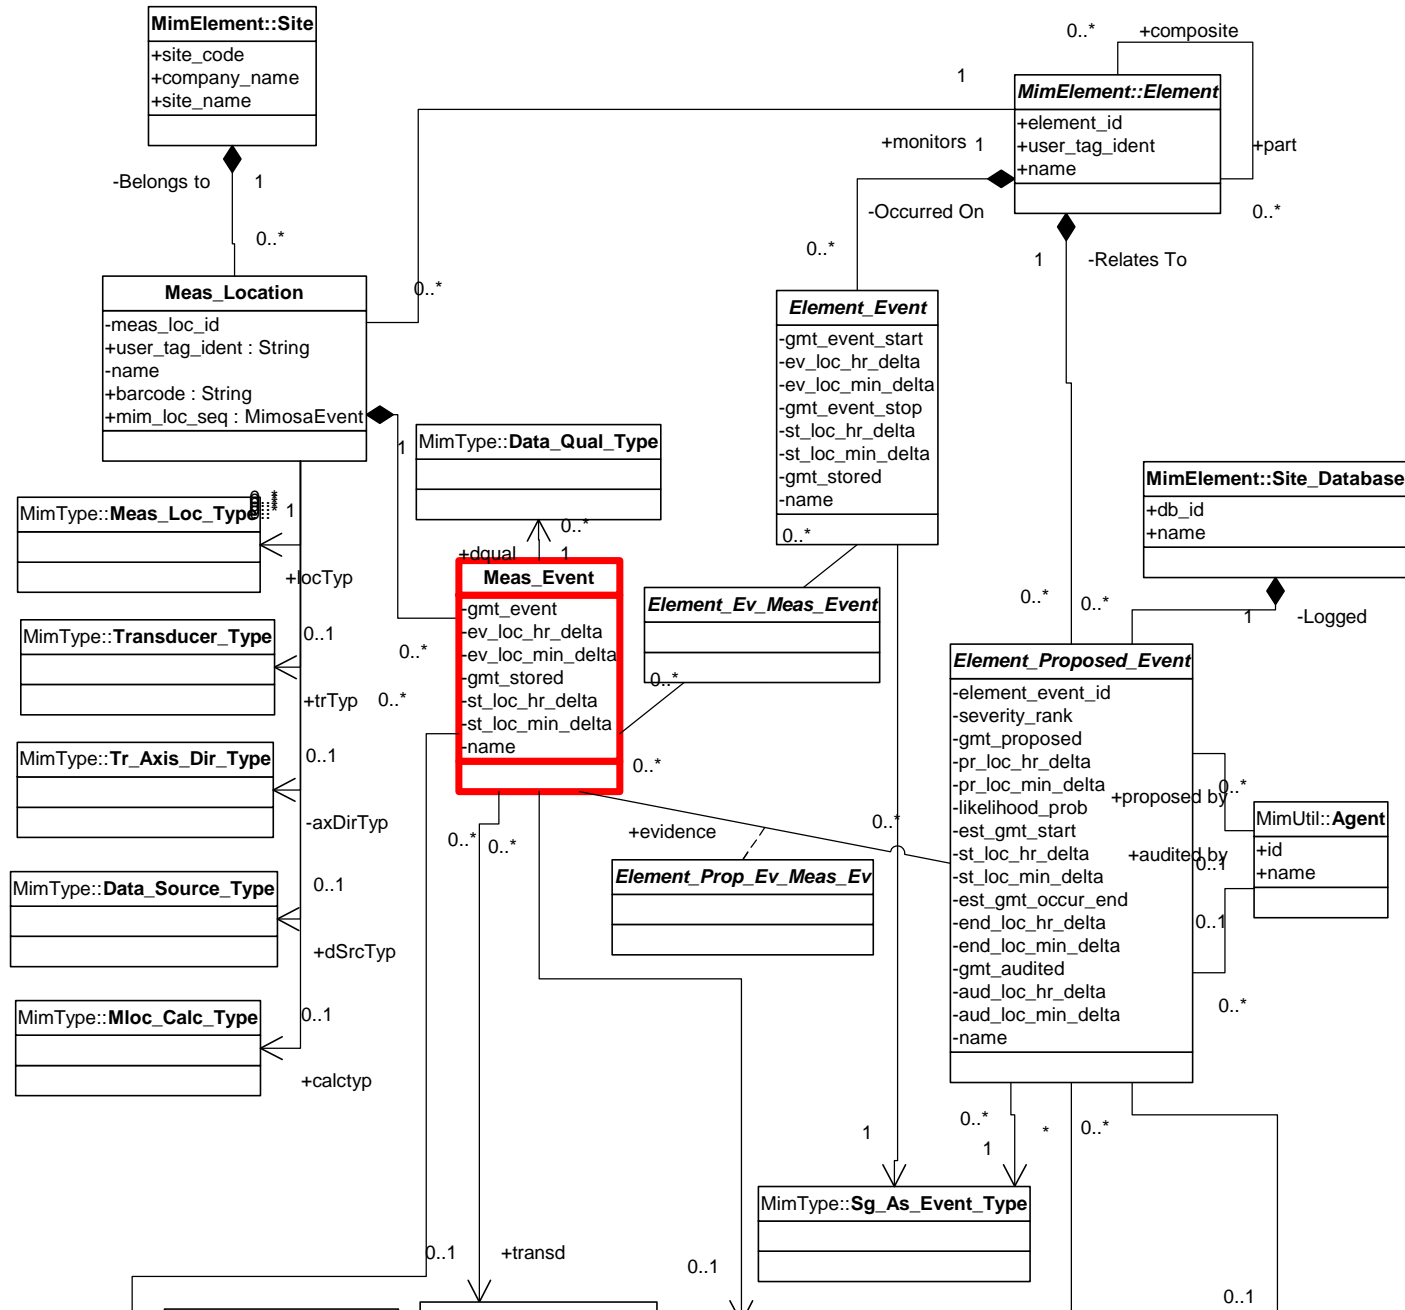 MimElement::Site
+site_code
+company_name
+site_name
-Belongs to
1
0..*
0..*
+composite
1
MimElement::Element
+element_id
+user_tag_ident
+name
+monitors
1
+part
0..*
-Occurred On
0..*
1
-Relates To
Meas_Location
-meas_loc_id
+user_tag_ident : String
-name
+barcode : String
+mim_loc_seq : MimosaEvent
0..*
1
Element_Event
-gmt_event_start
-ev_loc_hr_delta
-ev_loc_min_delta
-gmt_event_stop
-st_loc_hr_delta
-st_loc_min_delta
-gmt_stored
-name
0..*
MimType::Data_Qual_Type
0..*
+dqual
1
MimElement::Site_Database
+db_id
+name
1
-Logged
0..*
0..*
MimType::Meas_Loc_Type
0..*
1
+locTyp
MimType::Transducer_Type
0..1
+trTyp
0..*
0..*
MimType::Tr_Axis_Dir_Type
0..1
-axDirTyp
MimType::Data_Source_Type
0..1
+dSrcTyp
MimType::Mloc_Calc_Type
0..1
+calctyp
Meas_Event
-gmt_event
-ev_loc_hr_delta
-ev_loc_min_delta
-gmt_stored
-st_loc_hr_delta
-st_loc_min_delta
-name
Element_Ev_Meas_Event
0..*
0..*
0..*
0..*
+evidence
0..*
Element_Prop_Ev_Meas_Ev
Element_Proposed_Event
-element_event_id
-severity_rank
-gmt_proposed
-pr_loc_hr_delta
-pr_loc_min_delta
-likelihood_prob
-est_gmt_start
-st_loc_hr_delta
-st_loc_min_delta
-est_gmt_occur_end
-end_loc_hr_delta
-end_loc_min_delta
-gmt_audited
-aud_loc_hr_delta
-aud_loc_min_delta
-name
+proposed by
0..*
+audited by
0..1
0..1
0..*
MimUtil::Agent
+id
+name
0..*
*
0..*
1
1
MimType::Sg_As_Event_Type
0..1
+transd
0..1
0..1